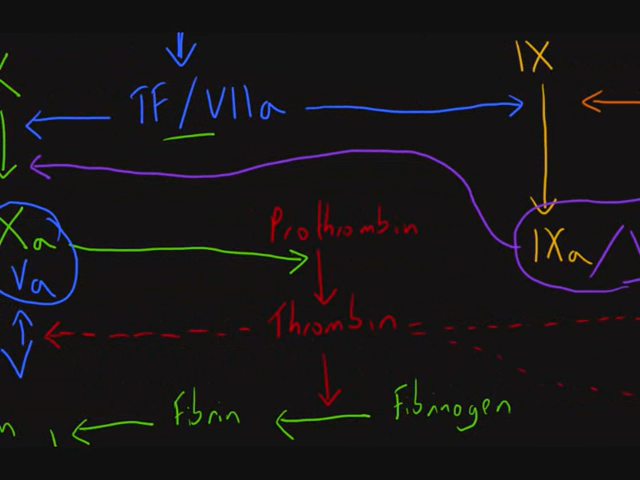 IX
X
TF/VIIa
Prothrombin
Xa
IXa/
Va
Thrombin
Fibrinogen
Fibrin
n